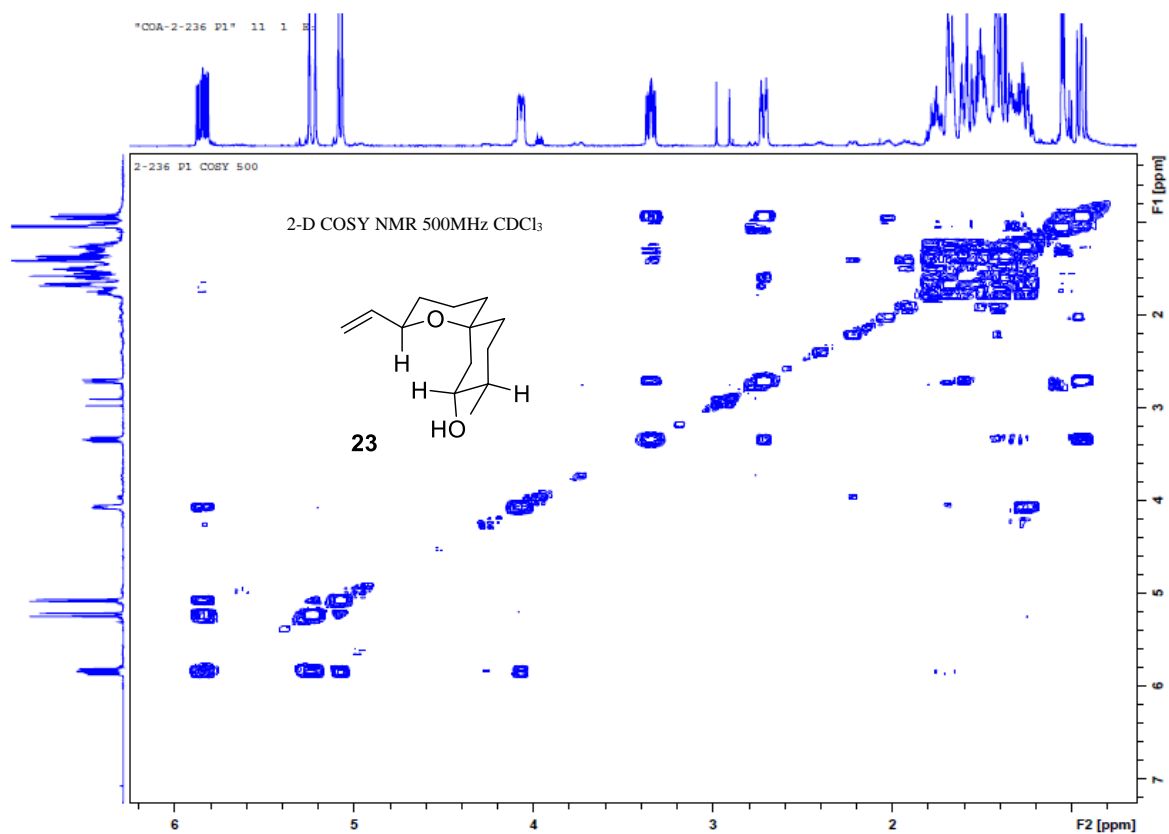 "COA-2-236 P1" 11 1
2-236 P1 COSY 500
2-D COSY NMR 500MHz CDCl₃
O
H
H
H
HO
23
F1 [ppm]
2
3
4
5
6
7
6 5 4 3 2 F2 [ppm]